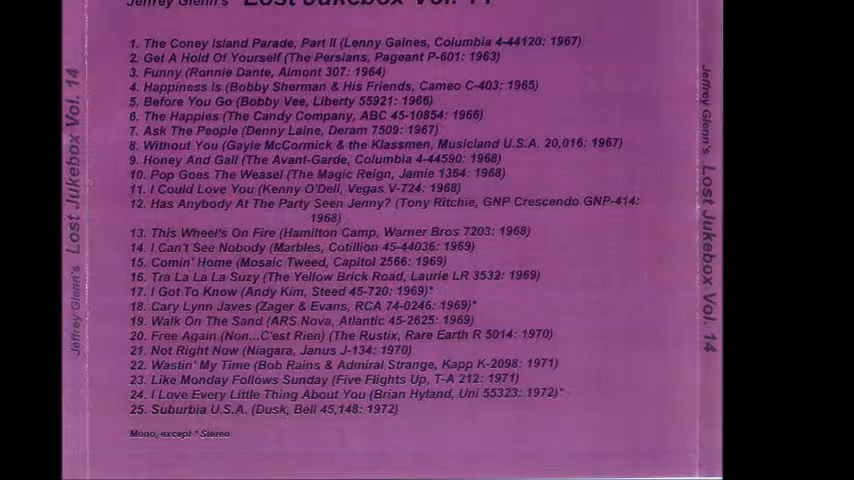 Jeffrey Glenn's Lost Jukebox Vol. 14
1. The Coney Island Parade, Part II (Lenny Gaines, Columbia 4-44120: 1967)
2. Get A Hold Of Yourself (The Persians, Pageant P-601: 1963)
3. Funny (Ronnie Dante, Almont 307: 1964)
4. Happiness Is (Bobby Sherman & His Friends, Cameo C-403: 1965)
5. Before You Go (Bobby Vee, Liberty 55921: 1966)
6. The Happies (The Candy Company, ABC 45-10854: 1966)
7. Ask The People (Denny Laine, Deram 7509: 1967)
8. Without You (Gayle McCormick & the Klassmen, Musicland U.S.A. 20,016: 1967)
9. Honey And Gall (The Avant-Garde, Columbia 4-44590: 1968)
10. Pop Goes The Weasel (The Magic Reign, Jamie 1364: 1968)
11. I Could Love You (Kenny O'Dell, Vegas V-724: 1968)
12. Has Anybody At The Party Seen Jenny? (Tony Ritchie, GNP Crescendo GNP-414:
1968)
13. This Wheel's On Fire (Hamilton Camp, Warner Bros 7203: 1968)
14. I Can't See Nobody (Marbles, Cotillion 45-44036: 1969)
15. Comin' Home (Mosaic Tweed, Capitol 2566: 1969)
16. Tra La La La Suzy (The Yellow Brick Road, Laurie LR 3532: 1969)
17. I Got To Know (Andy Kim, Steed 45-720: 1969)*
18. Cary Lynn Javes (Zager & Evans, RCA 74-0246: 1969)*
19. Walk On The Sand (ARS Nova, Atlantic 45-2625: 1969)
20. Free Again (Non...C'est Rien) (The Rustix, Rare Earth R 5014: 1970)
21. Not Right Now (Niagara, Janus J-134: 1970)
22. Wastin' My Time (Bob Rains & Admiral Strange, Kapp K-2098: 1971)
23. Like Monday Follows Sunday (Five Flights Up, T-A 212: 1971)
24. I Love Every Little Thing About You (Brian Hyland, Uni 55323: 1972)*
25. Suburbia U.S.A. (Dusk, Bell 45,148: 1972)
Mono, except * Stereo
Jeffrey Glenn's Lost Jukebox Vol. 14
Jeffrey Glenn's Lost Jukebox Vol. 14